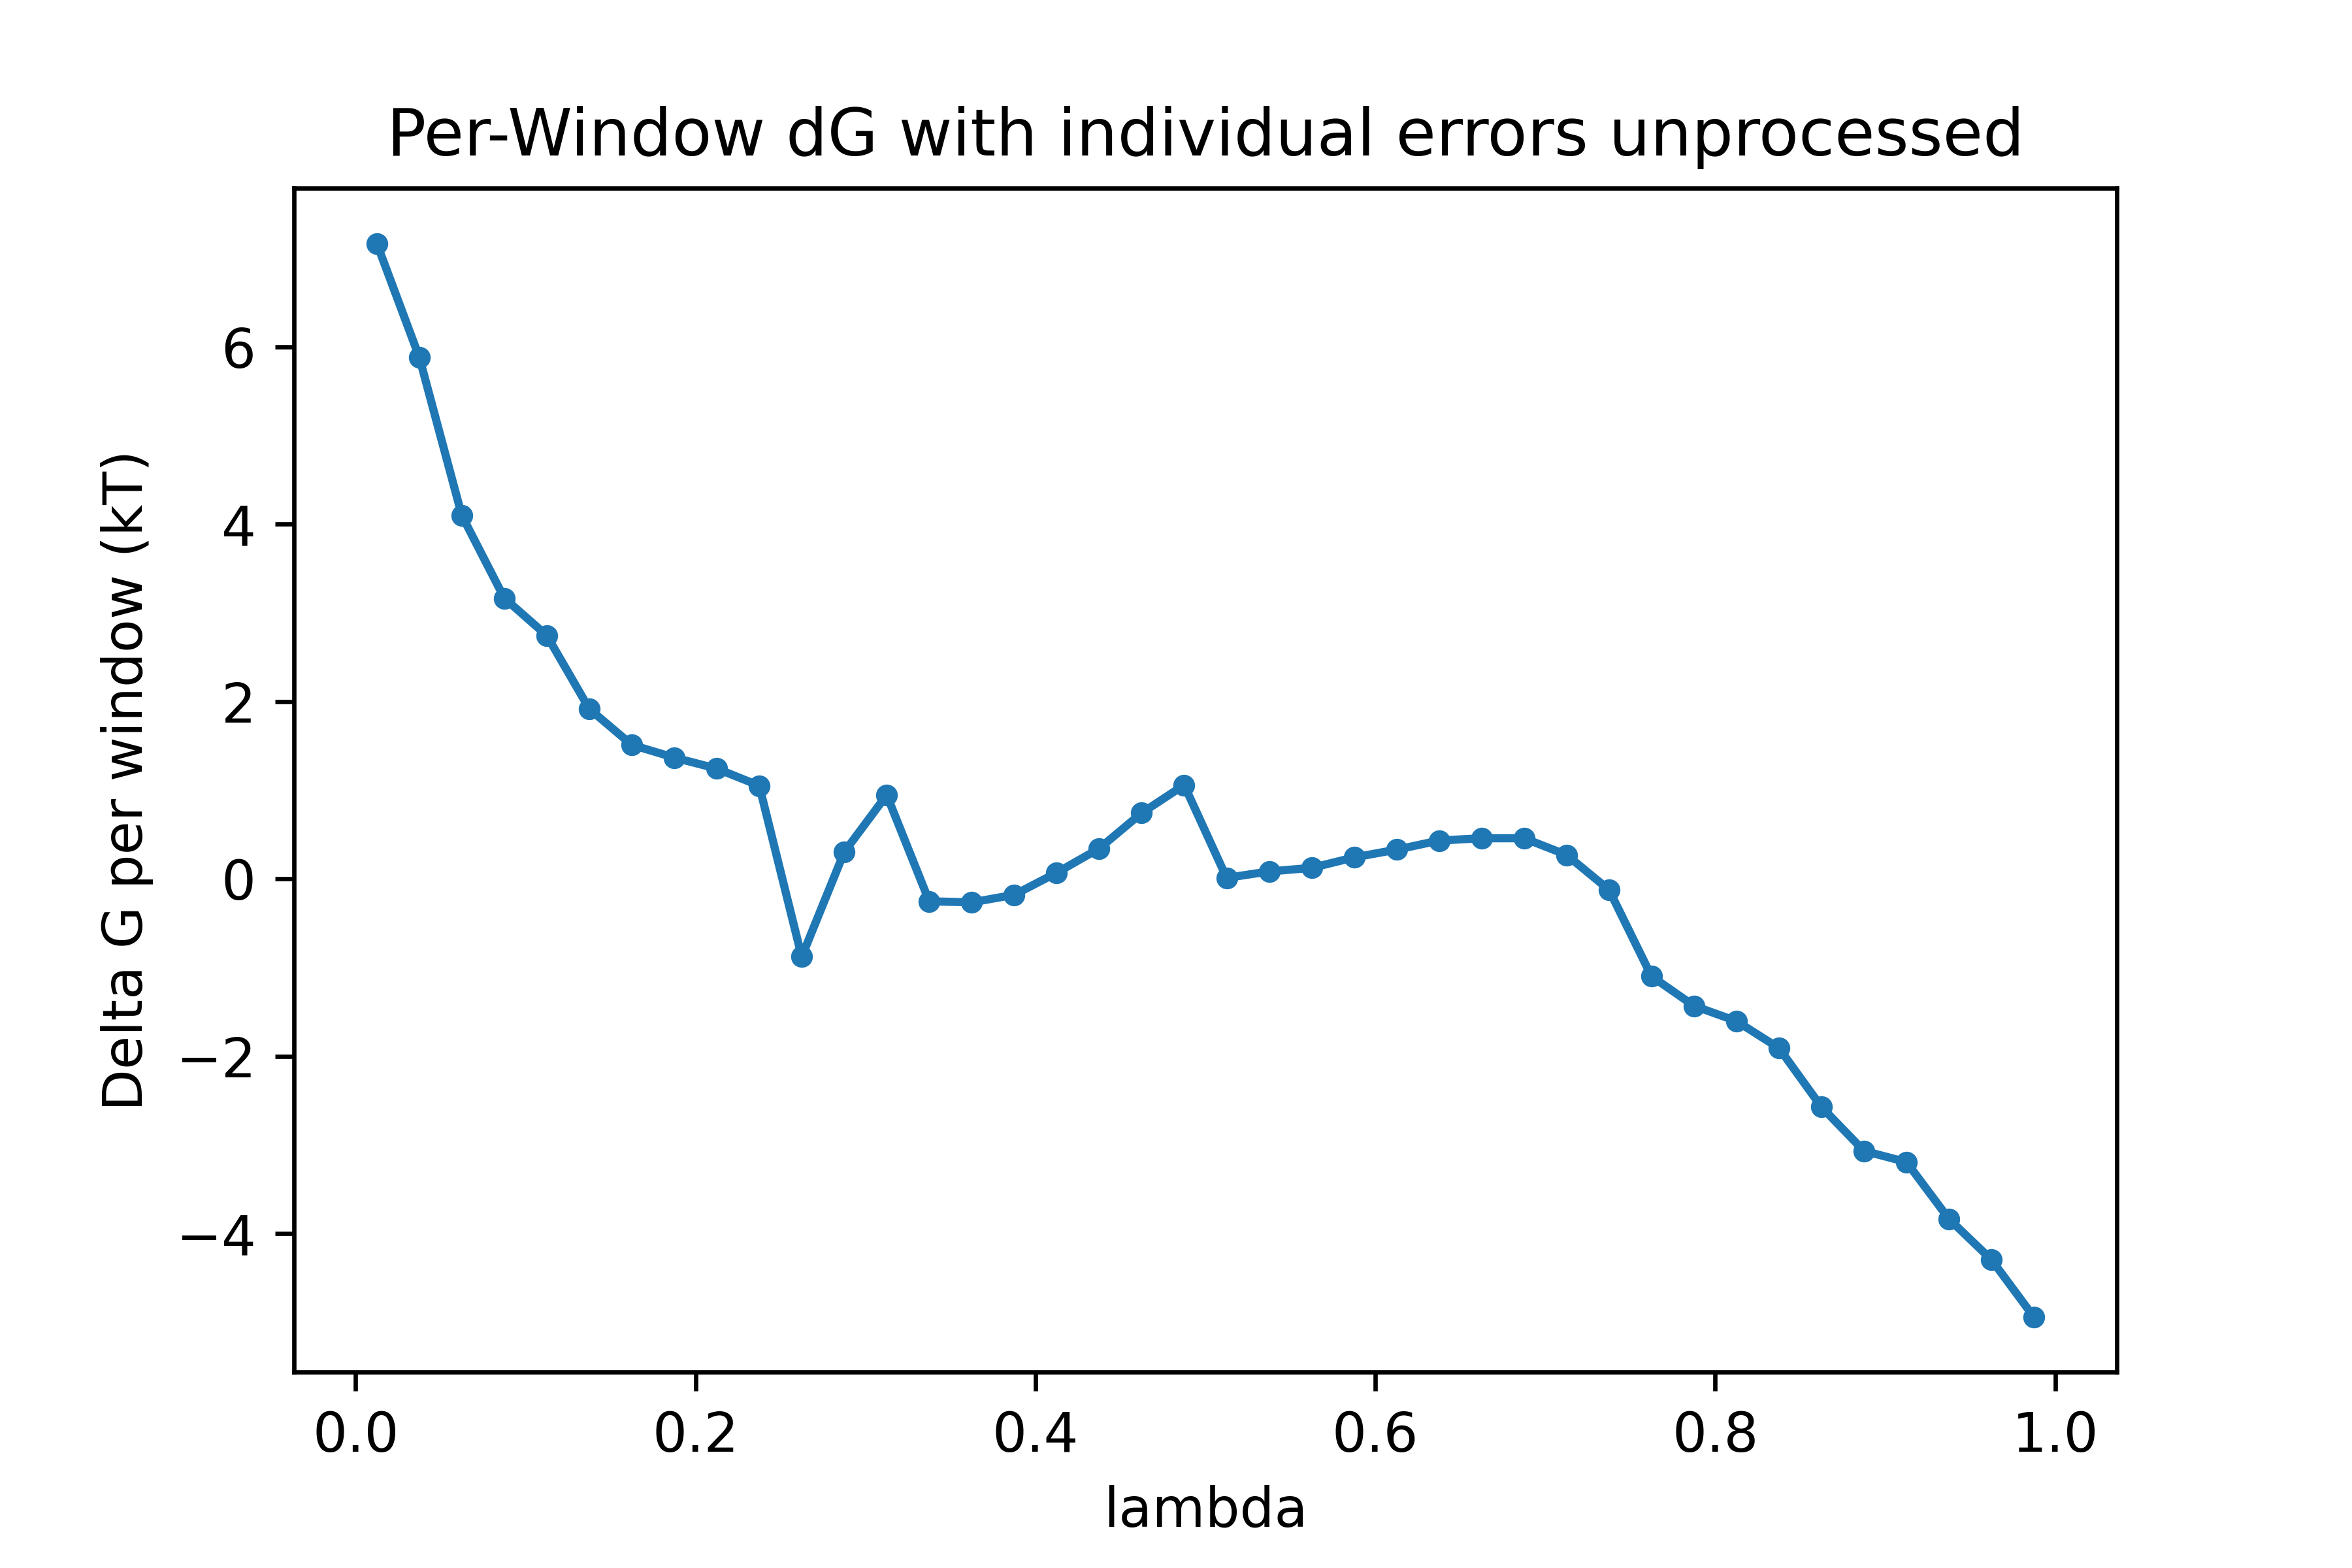 Per-Window dG with individual errors unprocessed
Delta G per window (kT)
6
4
2
0
−2
−4
0.0 0.2 0.4 0.6 0.8 1.0
lambda